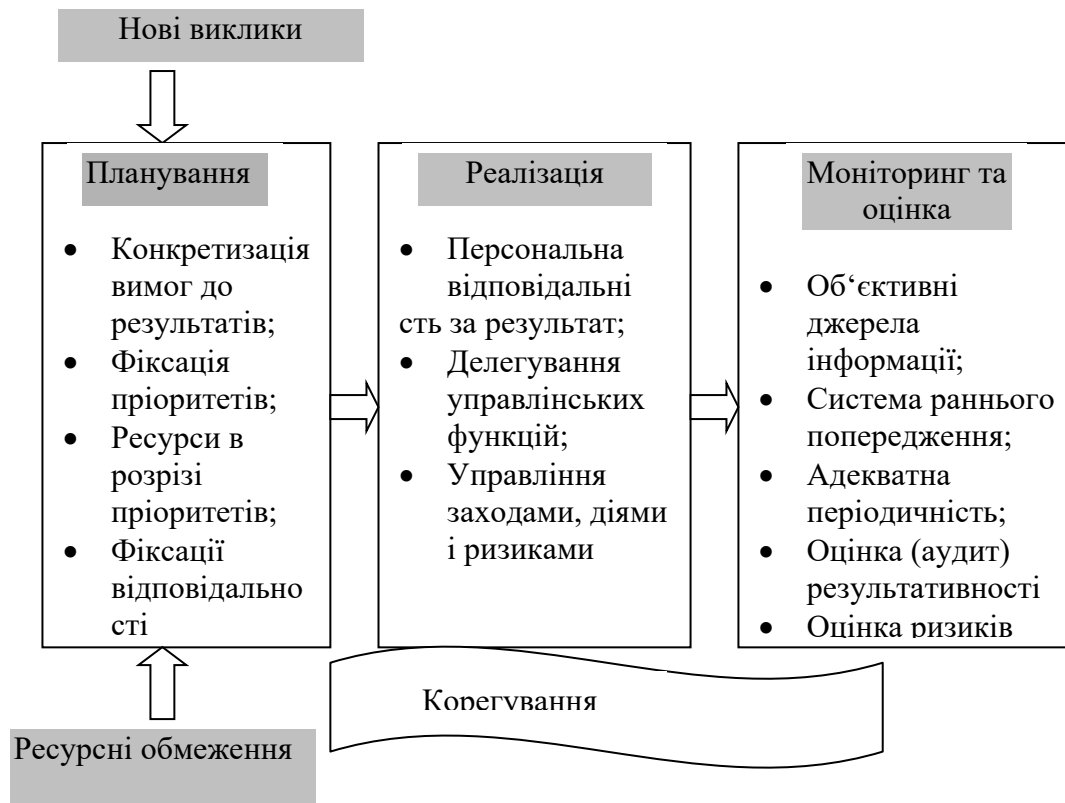 Нові виклики
Планування
• Конкретизація
вимог до
результатів;
• Фіксація
пріоритетів;
• Ресурси в
розрізі
пріоритетів;
• Фіксації
відповідально
сті
Реалізація
• Персональна
відповідальні
сть за результат;
• Делегування
управлінських
функцій;
• Управління
заходами, діями
і ризиками
Моніторинг та
оцінка
• Об‘єктивні
джерела
інформації;
• Система раннього
попередження;
• Адекватна
періодичність;
• Оцінка (аудит)
результативності
• Оцінка ризиків
Корегування
Ресурсні обмеження